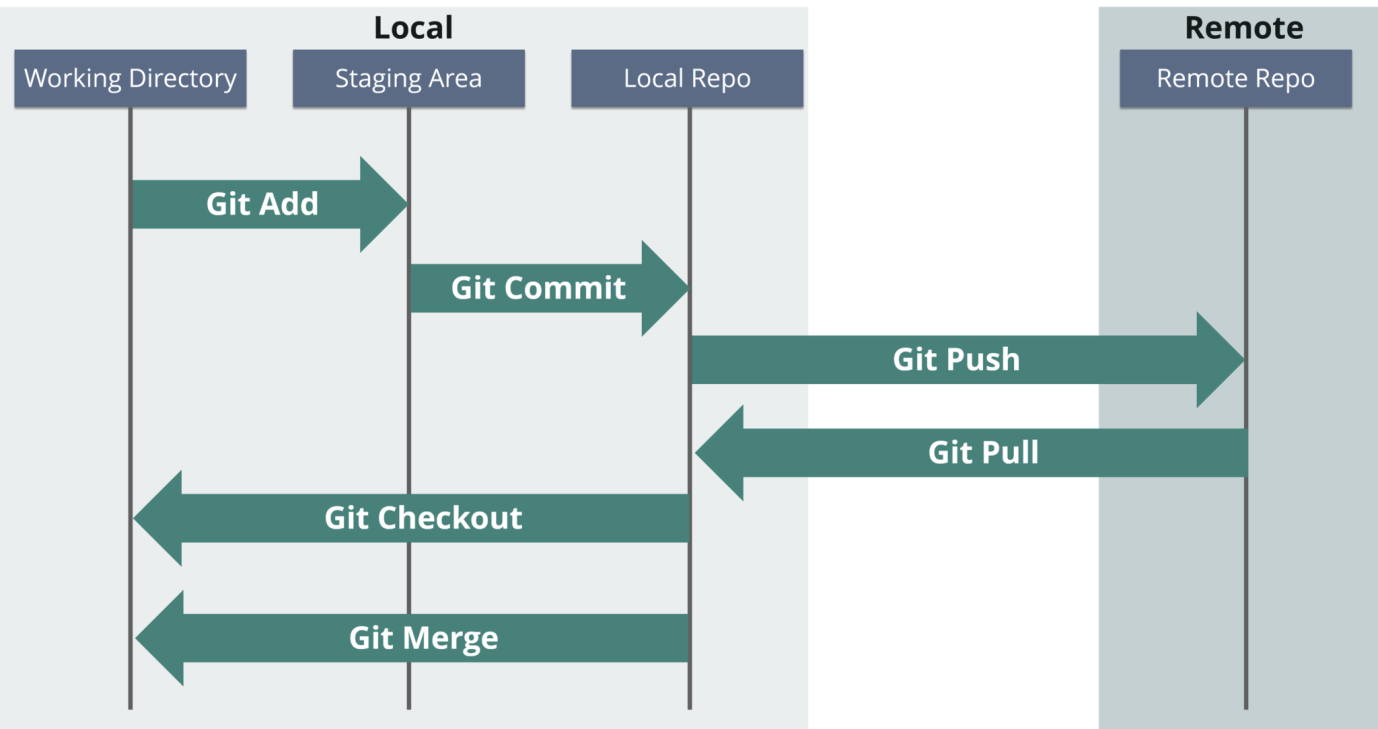 Local
Remote
Working Directory
Staging Area
Local Repo
Remote Repo
Git Add
Git Commit
Git Push
Git Pull
Git Checkout
Git Merge